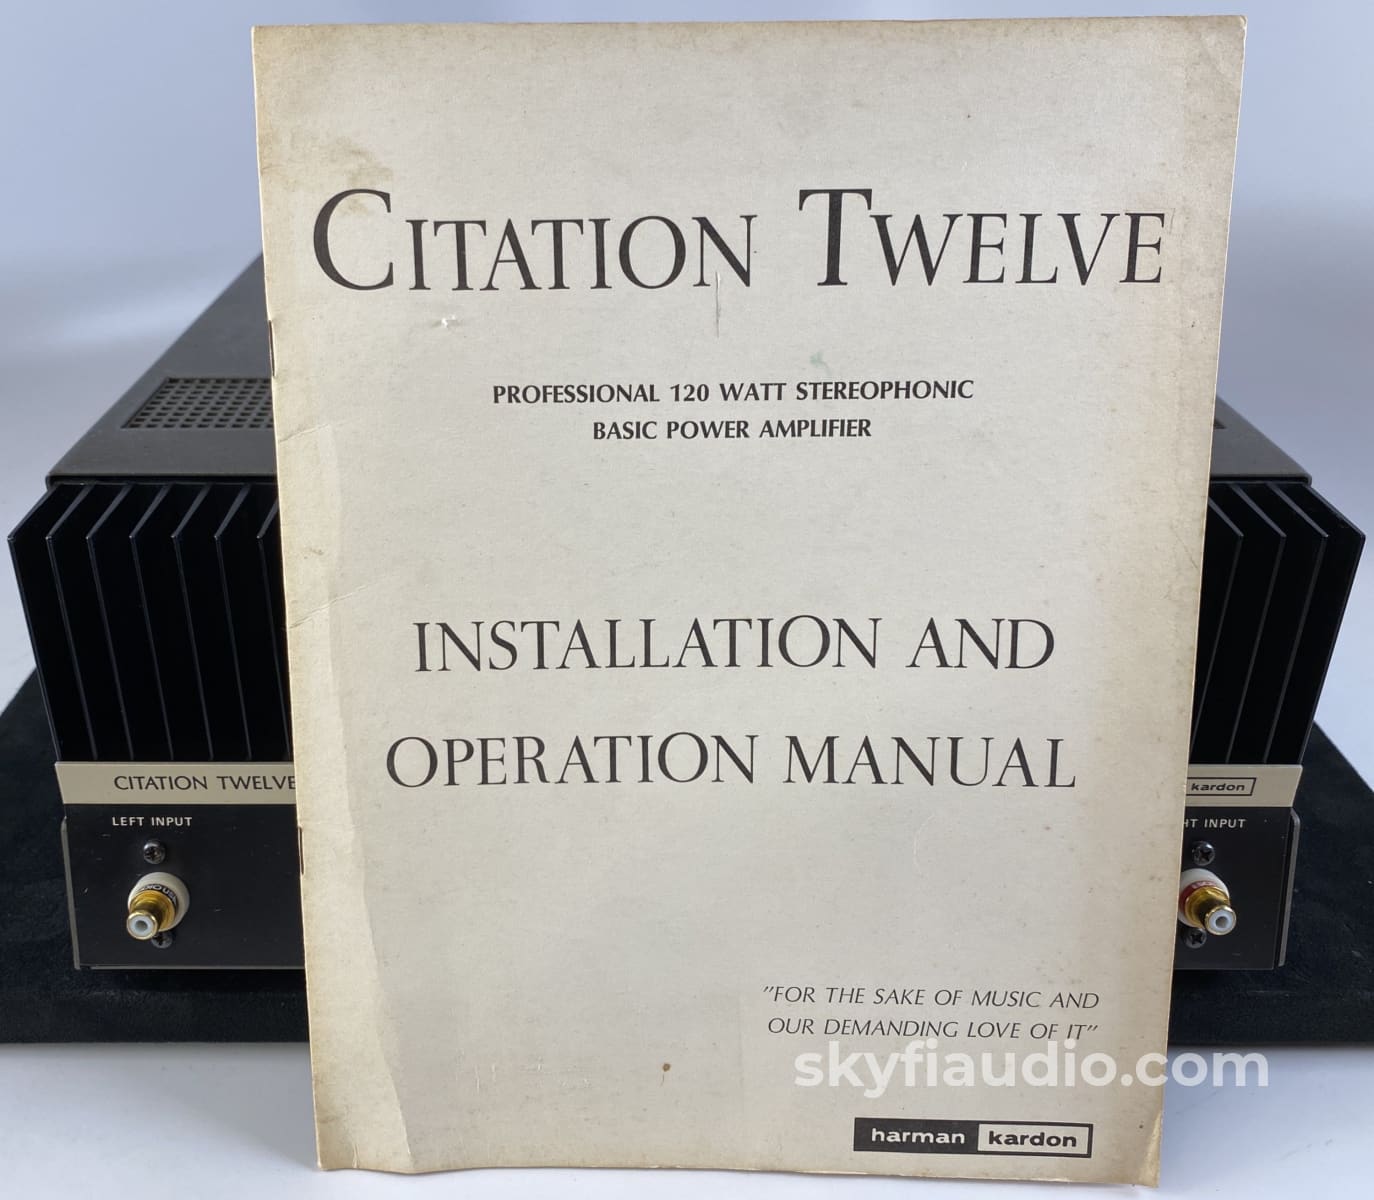 CITATION TWELVE
PROFESSIONAL 120 WATT STEREOPHONIC
BASIC POWER AMPLIFIER
INSTALLATION AND
OPERATION MANUAL
"FOR THE SAKE OF MUSIC AND
OUR DEMANDING LOVE OF IT"
skyfiaudio.com
harman kardon
CITATION TWELVE
LEFT INPUT
kardon
HT INPUT